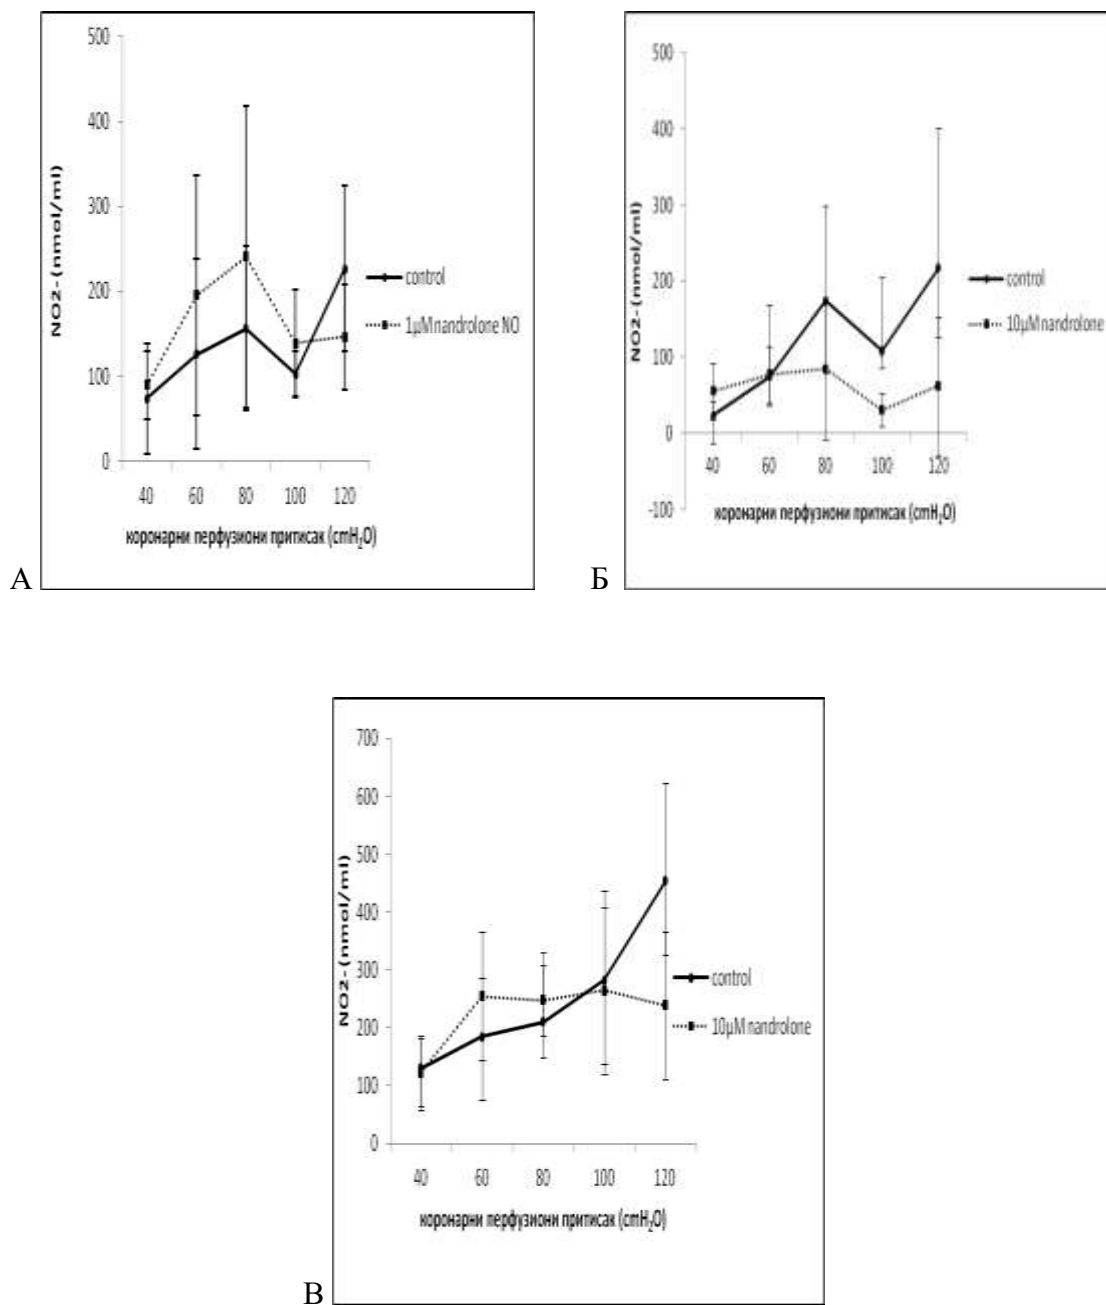 500
400
300
200
100
0
NO2-(nmol/ml)
40 60 80 100 120
коронарни перфузиони притисак (cmH₂O)
control
1μM nandrolone NO
А
500
400
300
200
100
0
-100
NO2-(nmol/ml)
40 60 80 100 120
коронарни перфузиони притисак (cmH₂O)
control
10μM nandrolone
Б
700
600
500
400
300
200
100
0
NO2-(nmol/ml)
40 60 80 100 120
коронарни перфузиони притисак (cmH₂O)
control
10μM nandrolone
В